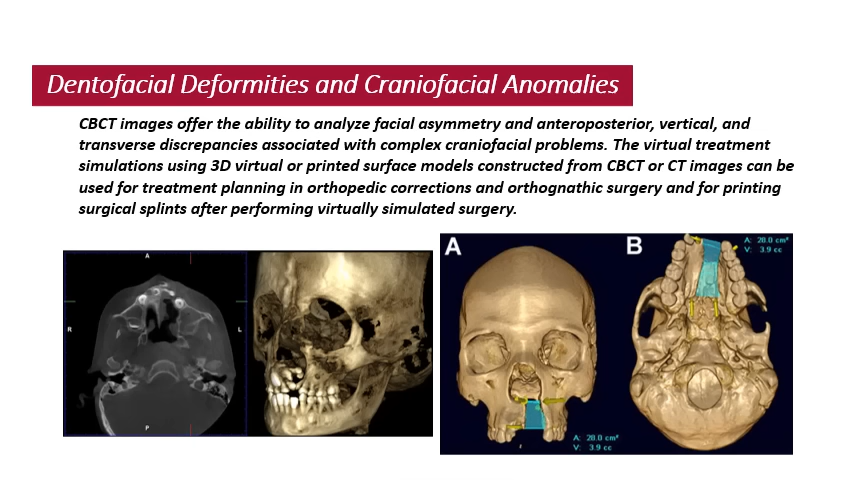 Dentofacial Deformities and Craniofacial Anomalies
CBCT images offer the ability to analyze facial asymmetry and anteroposterior, vertical, and
transverse discrepancies associated with complex craniofacial problems. The virtual treatment
simulations using 3D virtual or printed surface models constructed from CBCT or CT images can be
used for treatment planning in orthopedic corrections and orthognathic surgery and for printing
surgical splints after performing virtually simulated surgery.
A
R
L
P
A
A: 28.0 cm²
V: 3.9 cc
B
A: 28.0 cm²
V: 3.9 cc